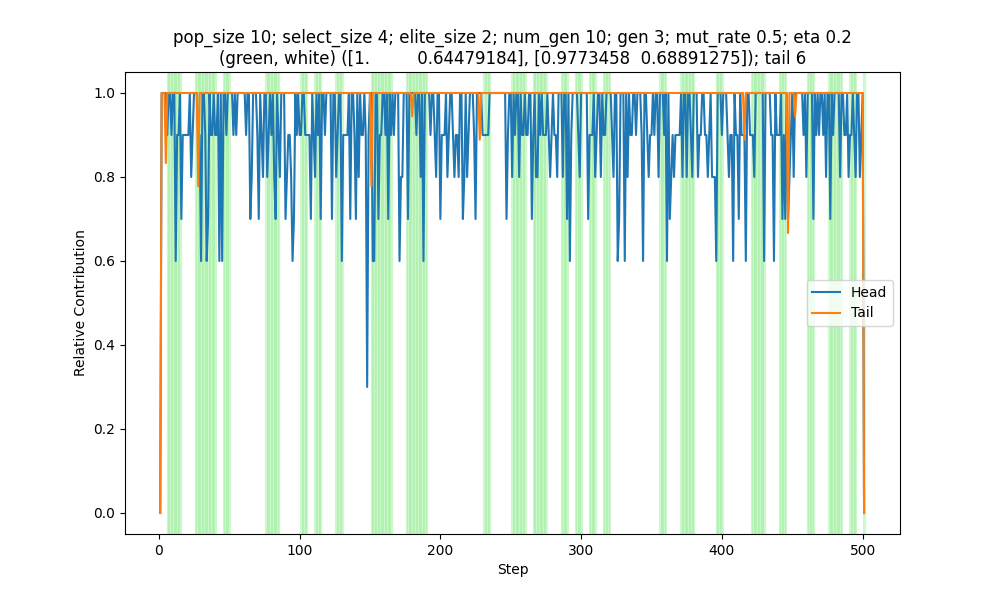 pop_size 10; select_size 4; elite_size 2; num_gen 10; gen 3; mut_rate 0.5; eta 0.2
(green, white) ([1.         0.64479184], [0.9773458  0.68891275]); tail 6
1.0
0.8
0.6
0.4
0.2
0.0
Relative Contribution
Head
Tail
0
100
200
300
400
500
Step